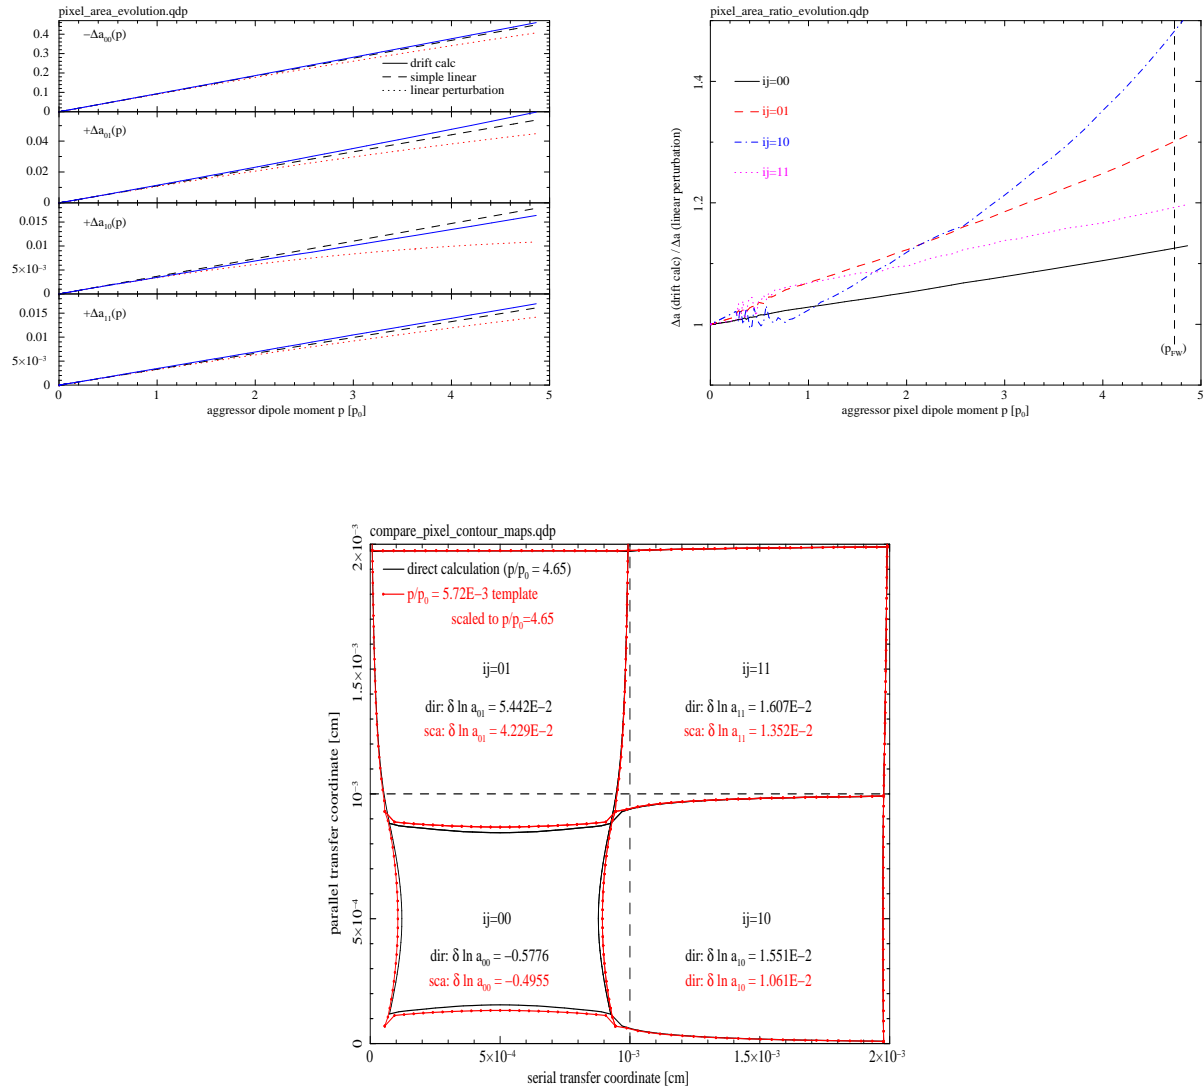 pixel_area_evolution.qdp
−Δa00(p)
drift calc
simple linear
linear perturbation
0.4
0.3
0.2
0.1
0
+Δa01(p)
0.04
0.02
0
+Δa10(p)
0.015
0.01
5×10−3
0
+Δa11(p)
0.015
0.01
5×10−3
0
0 1 2 3 4 5
aggressor dipole moment p [p0]
pixel_area_ratio_evolution.qdp
ij=00
ij=01
ij=10
ij=11
(pFW)
1 1.2 1.4
Δa (drift calc) / Δa (linear perturbation)
0 1 2 3 4 5
aggressor pixel dipole moment p [p0]
compare_pixel_contour_maps.qdp
direct calculation (p/p0 = 4.65)
p/p0 = 5.72E−3 template
scaled to p/p0=4.65
ij=01
dir: δ ln a01 = 5.442E−2
sca: δ ln a01 = 4.229E−2
ij=11
dir: δ ln a11 = 1.607E−2
sca: δ ln a11 = 1.352E−2
ij=00
dir: δ ln a00 = −0.5776
sca: δ ln a00 = −0.4955
ij=10
dir: δ ln a10 = 1.551E−2
dir: δ ln a10 = 1.061E−2
0 5×10−4 10−3 1.5×10−3 2×10−3
parallel transfer coordinate [cm]
0 5×10−4 10−3 1.5×10−3 2×10−3
serial transfer coordinate [cm]